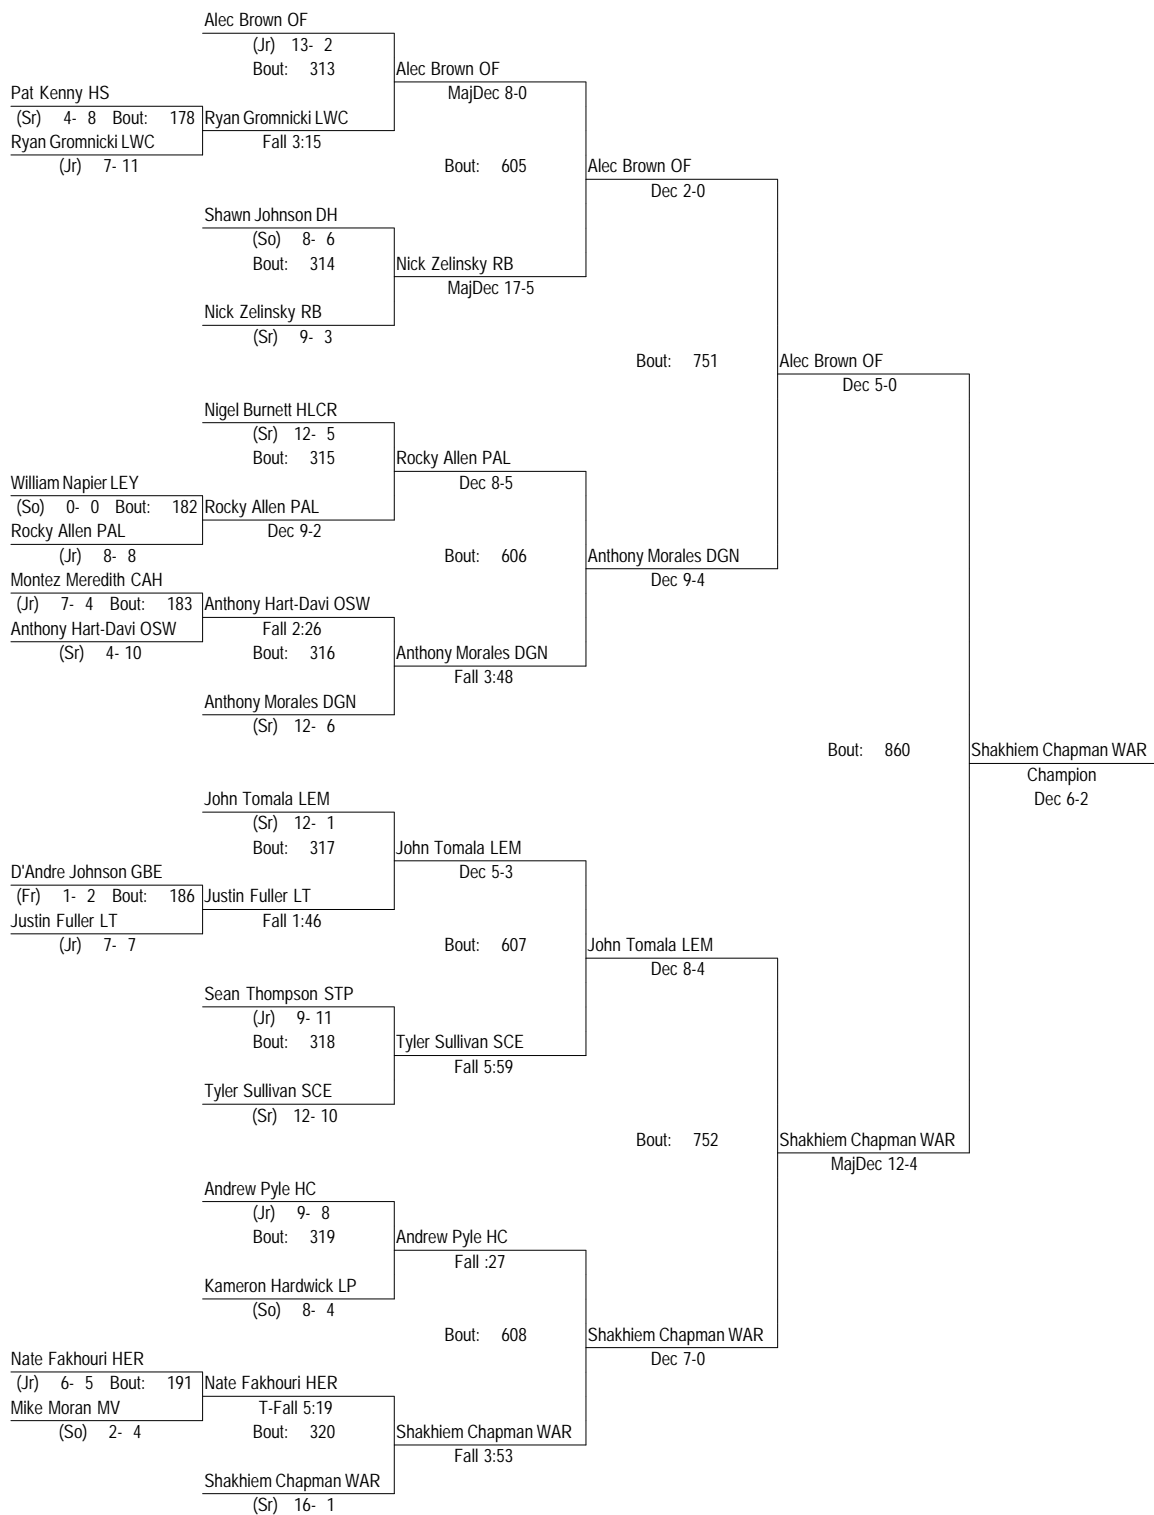 Alec Brown OF
(Jr) 13- 2
Bout: 313
Alec Brown OF
MajDec 8-0
Pat Kenny HS
(Sr) 4- 8 Bout: 178
Ryan Gromnicki LWC
Ryan Gromnicki LWC
Fall 3:15
(Jr) 7- 11
Bout: 605
Alec Brown OF
Dec 2-0
Shawn Johnson DH
(So) 8- 6
Bout: 314
Nick Zelinsky RB
MajDec 17-5
Nick Zelinsky RB
(Sr) 9- 3
Bout: 751
Alec Brown OF
Dec 5-0
Nigel Burnett HLCR
(Sr) 12- 5
Bout: 315
Rocky Allen PAL
Dec 8-5
William Napier LEY
(So) 0- 0 Bout: 182
Rocky Allen PAL
Rocky Allen PAL
Dec 9-2
(Jr) 8- 8
Bout: 606
Anthony Morales DGN
Dec 9-4
Montez Meredith CAH
(Jr) 7- 4 Bout: 183
Anthony Hart-Davi OSW
Anthony Hart-Davi OSW
Fall 2:26
(Sr) 4- 10
Bout: 316
Anthony Morales DGN
Fall 3:48
Anthony Morales DGN
(Sr) 12- 6
Bout: 860
Shakhiem Chapman WAR
Champion
Dec 6-2
John Tomala LEM
(Sr) 12- 1
Bout: 317
John Tomala LEM
Dec 5-3
D'Andre Johnson GBE
(Fr) 1- 2 Bout: 186
Justin Fuller LT
Justin Fuller LT
Fall 1:46
(Jr) 7- 7
Bout: 607
John Tomala LEM
Dec 8-4
Sean Thompson STP
(Jr) 9- 11
Bout: 318
Tyler Sullivan SCE
Fall 5:59
Tyler Sullivan SCE
(Sr) 12- 10
Bout: 752
Shakhiem Chapman WAR
MajDec 12-4
Andrew Pyle HC
(Jr) 9- 8
Bout: 319
Andrew Pyle HC
Fall :27
Kameron Hardwick LP
(So) 8- 4
Bout: 608
Shakhiem Chapman WAR
Dec 7-0
Nate Fakhouri HER
(Jr) 6- 5 Bout: 191
Nate Fakhouri HER
Mike Moran MV
T-Fall 5:19
(So) 2- 4
Bout: 320
Shakhiem Chapman WAR
Fall 3:53
Shakhiem Chapman WAR
(Sr) 16- 1